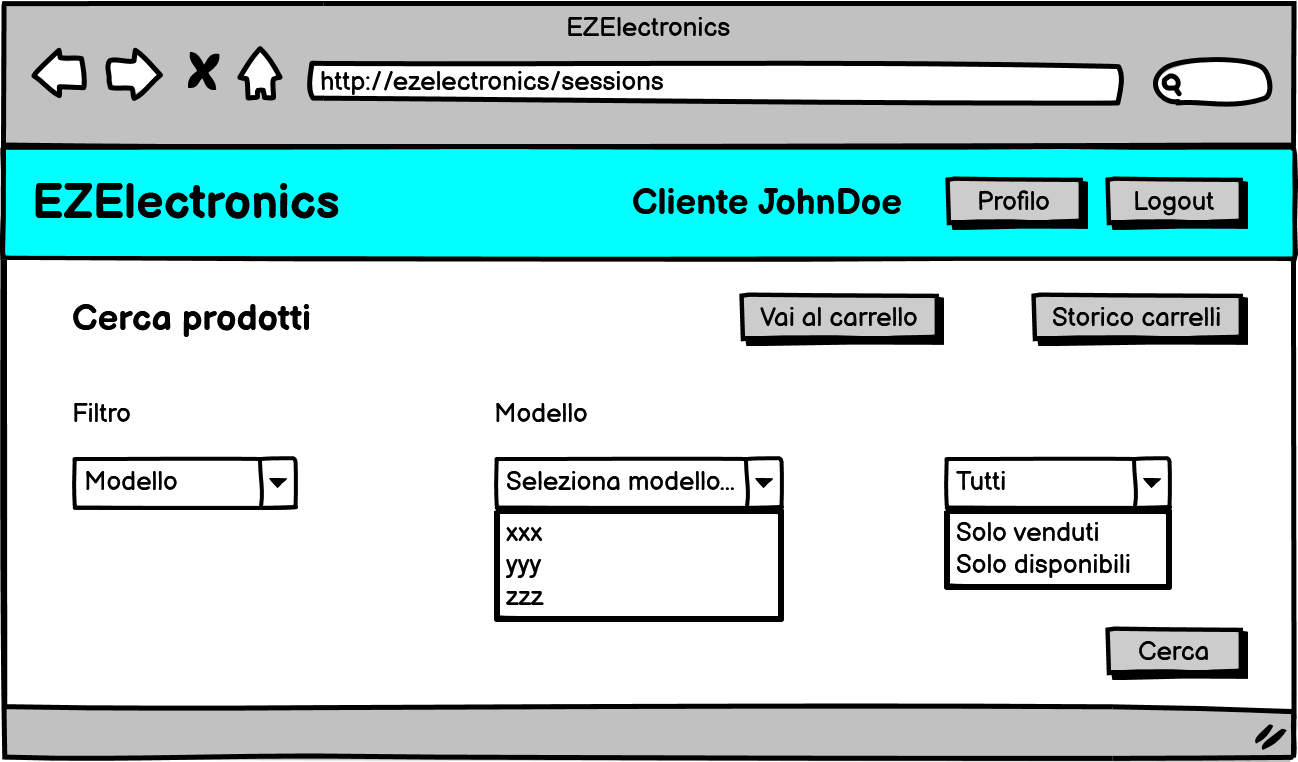 EZElectronics
http://ezelectronics/sessions
EZElectronics
Cliente JohnDoe
Profilo
Logout
Cerca prodotti
Vai al carrello
Storico carrelli
Filtro
Modello
Modello
Seleziona modello...
Tutti
xxx
yyy
zzz
Solo venduti
Solo disponibili
Cerca